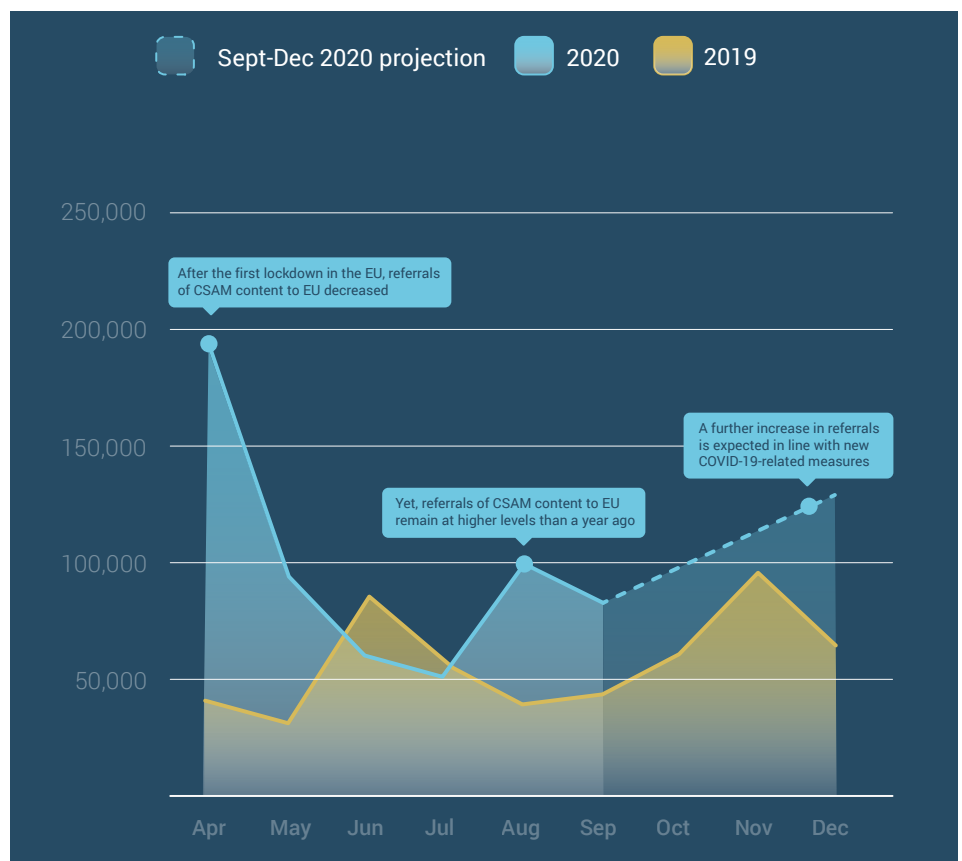 Sept-Dec 2020 projection
2020
2019
250,000
After the first lockdown in the EU, referrals
of CSAM content to EU decreased
200,000
A further increase in referrals
is expected in line with new
COVID-19-related measures
150,000
Yet, referrals of CSAM content to EU
remain at higher levels than a year ago
100,000
50,000
Apr May Jun Jul Aug Sep Oct Nov Dec